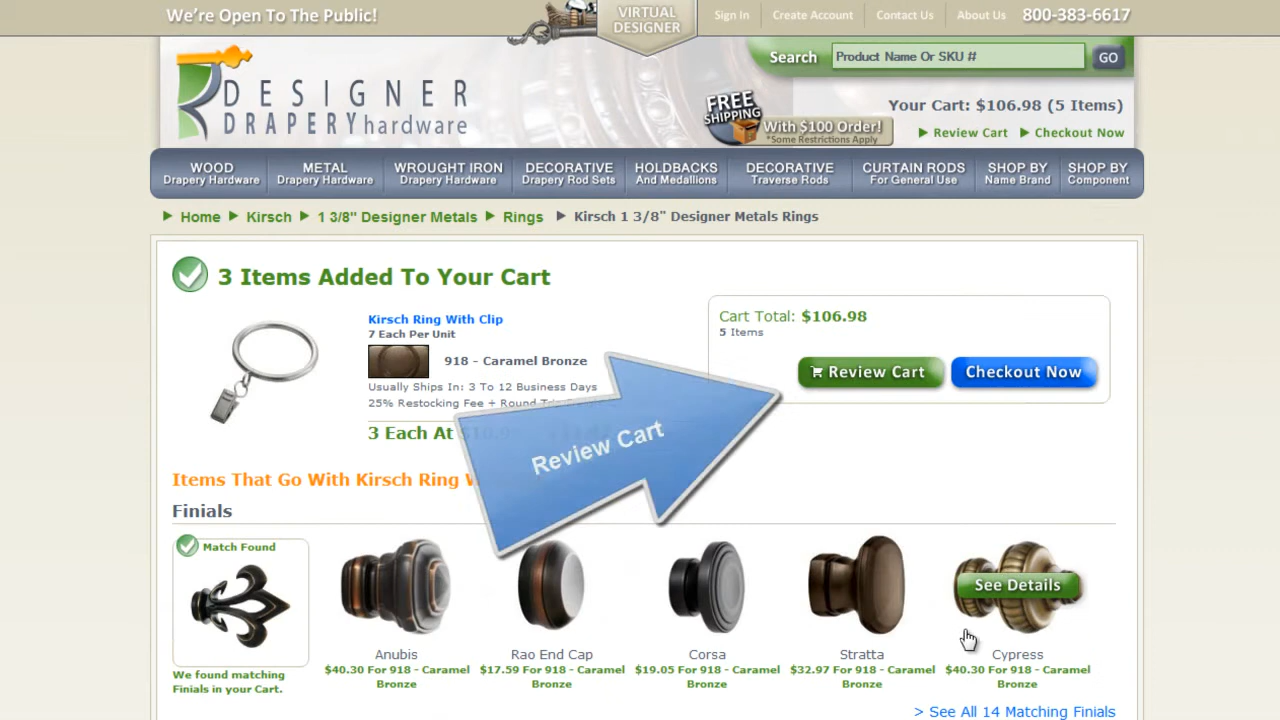 We're Open To The Public!
VIRTUAL
DESIGNER
Sign In
Create Account
Contact Us
About Us
800-383-6617
DESIGNER
DRAPERY hardware
Search
Product Name Or SKU #
GO
FREE
SHIPPING
With $100 Order!
*Some Restrictions Apply
Your Cart: $106.98 (5 Items)
Review Cart
Checkout Now
WOOD
Drapery Hardware
METAL
Drapery Hardware
WROUGHT IRON
Drapery Hardware
DECORATIVE
Drapery Rod Sets
HOLDBACKS
And Medallions
DECORATIVE
Traverse Rods
CURTAIN RODS
For General Use
SHOP BY
Name Brand
SHOP BY
Component
Home
Kirsch
1 3/8" Designer Metals
Rings
Kirsch 1 3/8" Designer Metals Rings
3 Items Added To Your Cart
Kirsch Ring With Clip
7 Each Per Unit
918 - Caramel Bronze
Usually Ships In: 3 To 12 Business Days
25% Restocking Fee + Round
3 Each At
Cart Total: $106.98
5 Items
Review Cart
Checkout Now
Review Cart
Items That Go With Kirsch Ring
Finials
Match Found
We found matching
Finials in your Cart.
Anubis
$40.30 For 918 - Caramel
Bronze
Rao End Cap
$17.59 For 918 - Caramel
Bronze
Corsa
$19.05 For 918 - Caramel
Bronze
Stratta
$32.97 For 918 - Caramel
Bronze
See Details
Cypress
$40.30 For 918 - Caramel
Bronze
> See All 14 Matching Finials